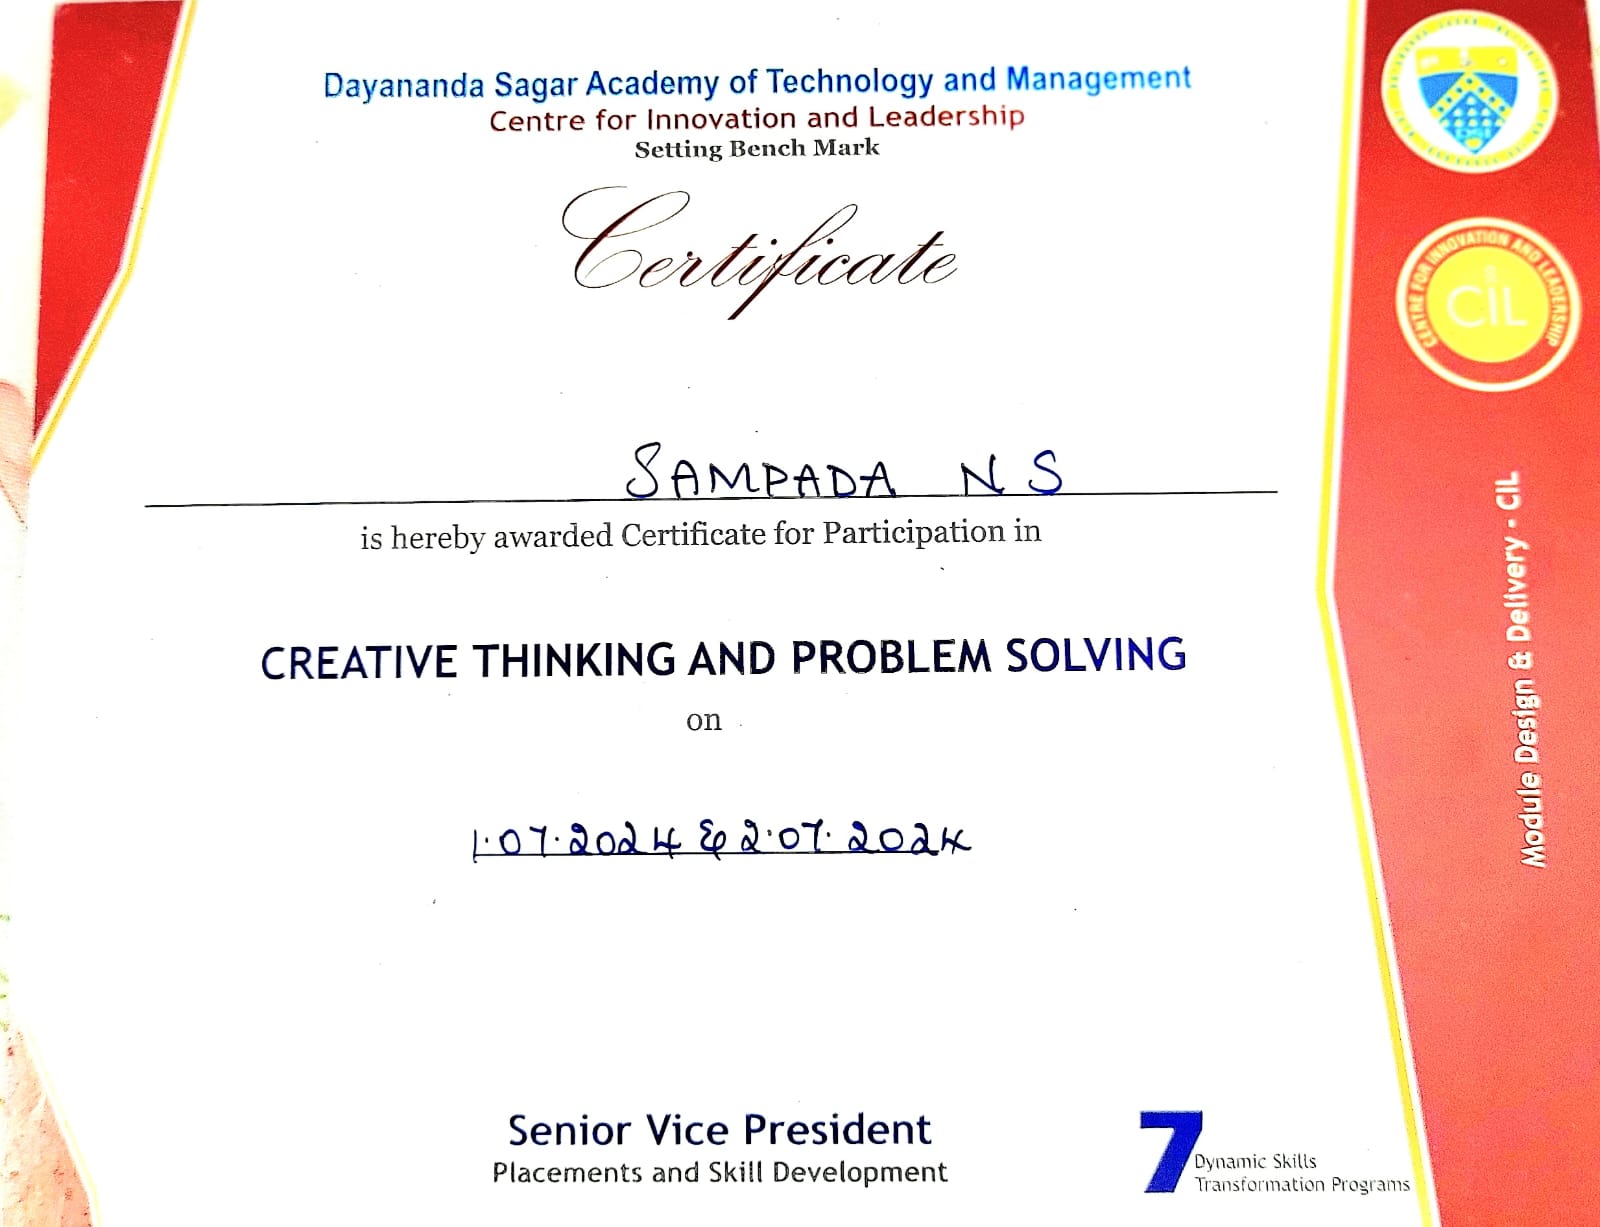 Dayananda Sagar Academy of Technology and Management
Centre for Innovation and Leadership
Setting Bench Mark
Certificate
SAMPADA N S
is hereby awarded Certificate for Participation in
CREATIVE THINKING AND PROBLEM SOLVING
on
1.07.2024 & 2.07.2024
Senior Vice President
Placements and Skill Development
7 Dynamic Skills
Transformation Programs
CENTRE FOR INNOVATION AND LEADERSHIP
CIL
Module Design & Delivery - CIL